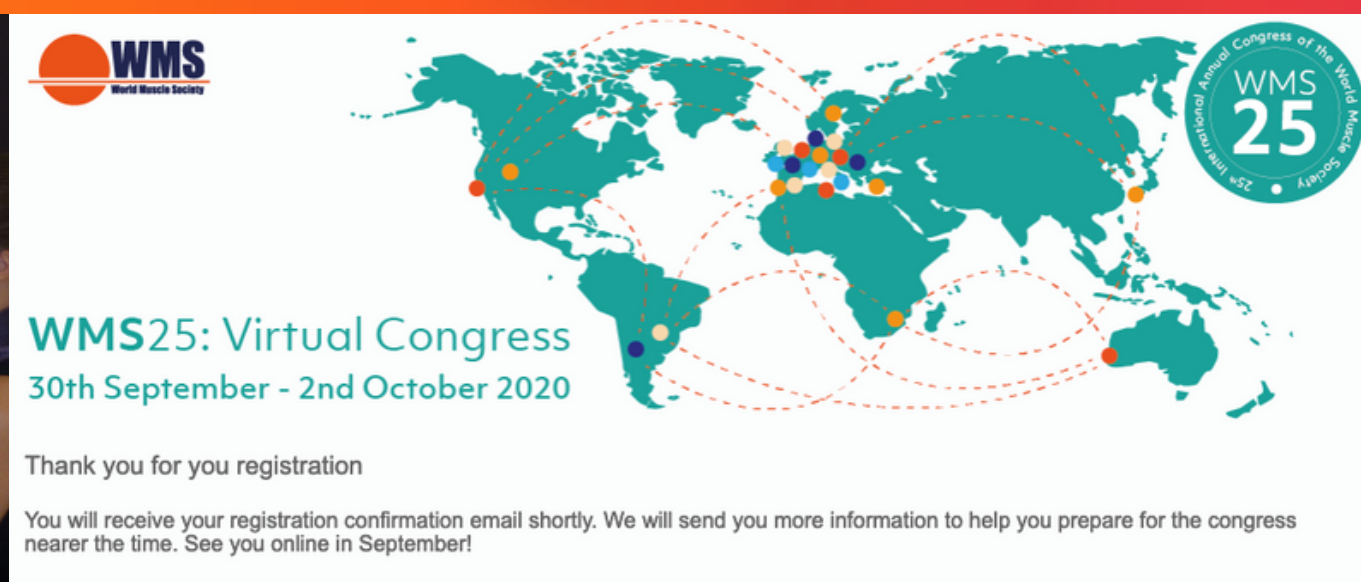 WMS
World Muscle Society
25th International Annual Congress of the World Muscle Society
WMS
25
WMS25: Virtual Congress
30th September - 2nd October 2020
Thank you for you registration
You will receive your registration confirmation email shortly. We will send you more information to help you prepare for the congress
nearer the time. See you online in September!